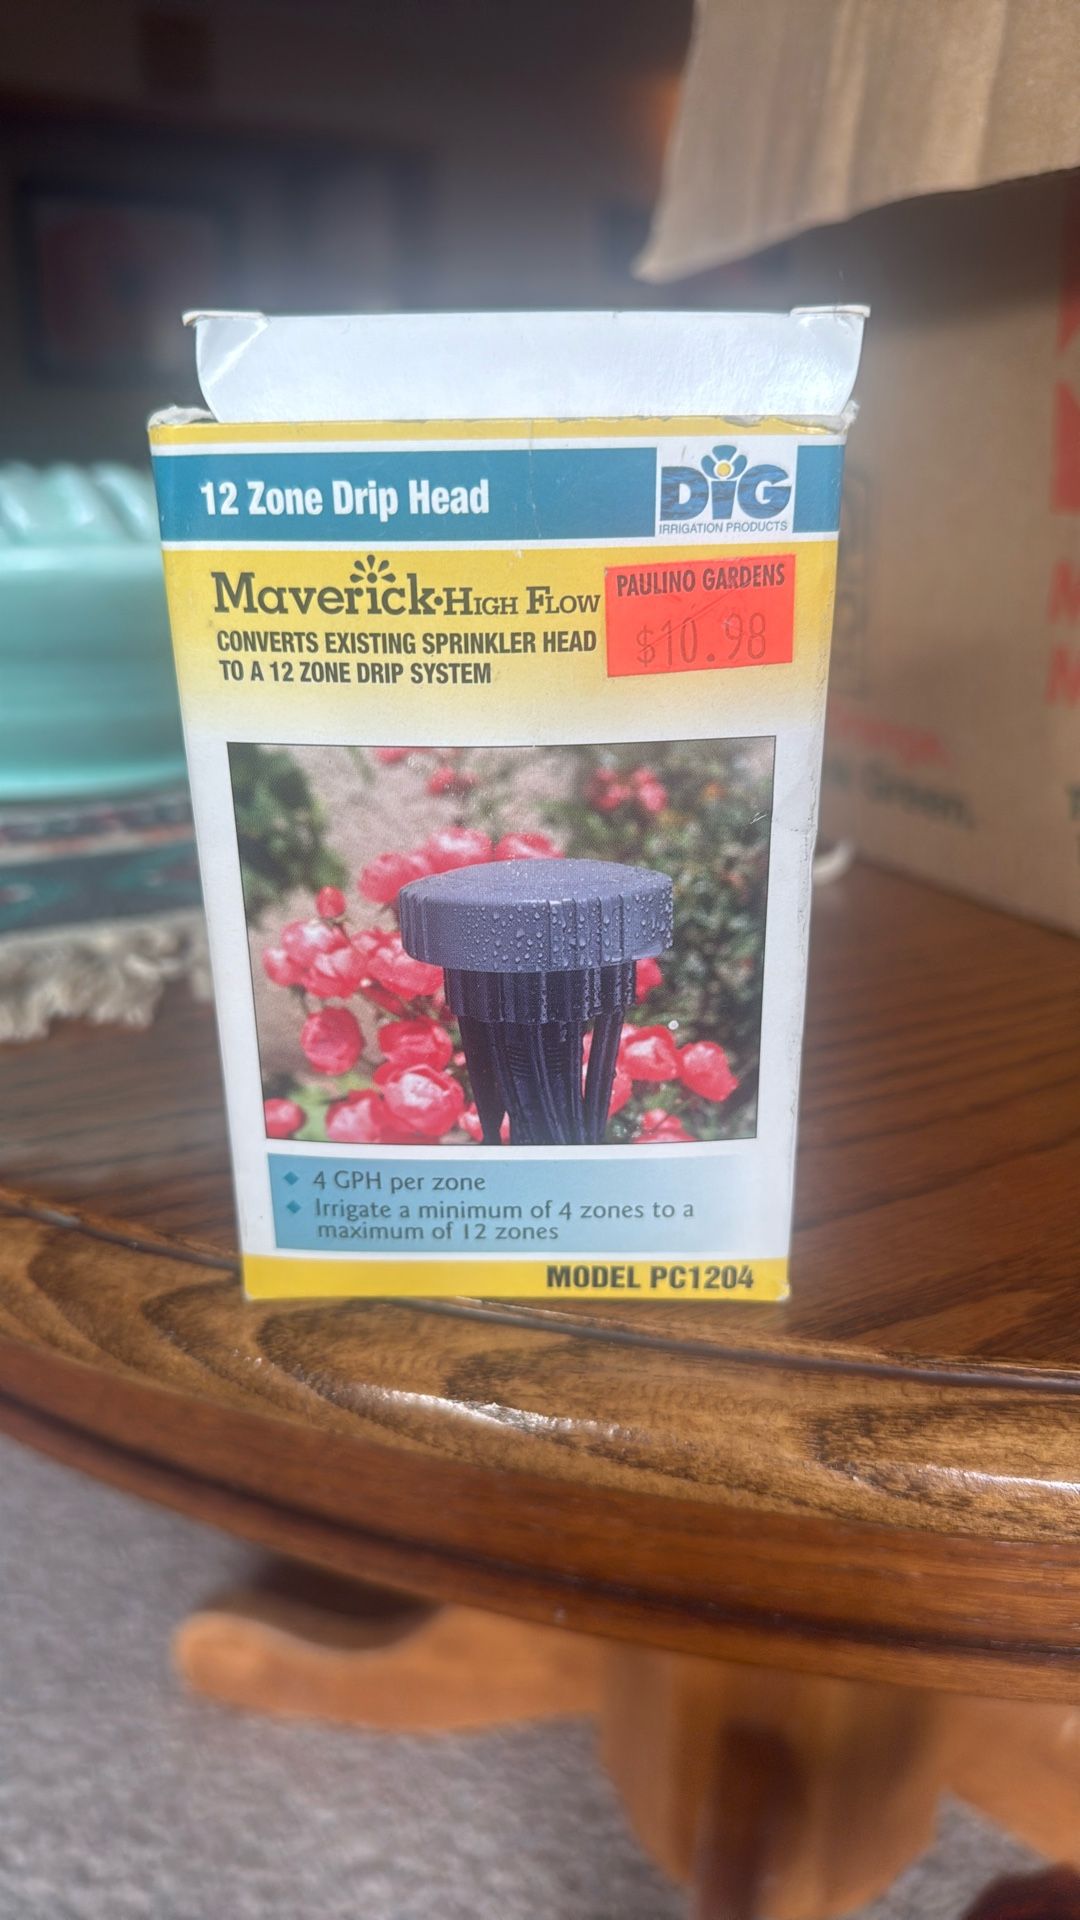 12 Zone Drip Head
DiG
IRRIGATION PRODUCTS
Maverick·High Flow
CONVERTS EXISTING SPRINKLER HEAD
TO A 12 ZONE DRIP SYSTEM
PAULINO GARDENS
$10.98
◆ 4 GPH per zone
◆ Irrigate a minimum of 4 zones to a
maximum of 12 zones
MODEL PC1204
Green.